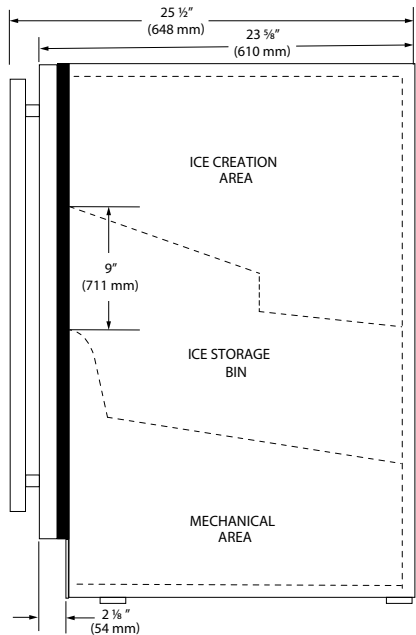 25 ½"
(648 mm)
23 ⅝"
(610 mm)
ICE CREATION
AREA
9"
(711 mm)
ICE STORAGE
BIN
MECHANICAL
AREA
2 ⅛"
(54 mm)